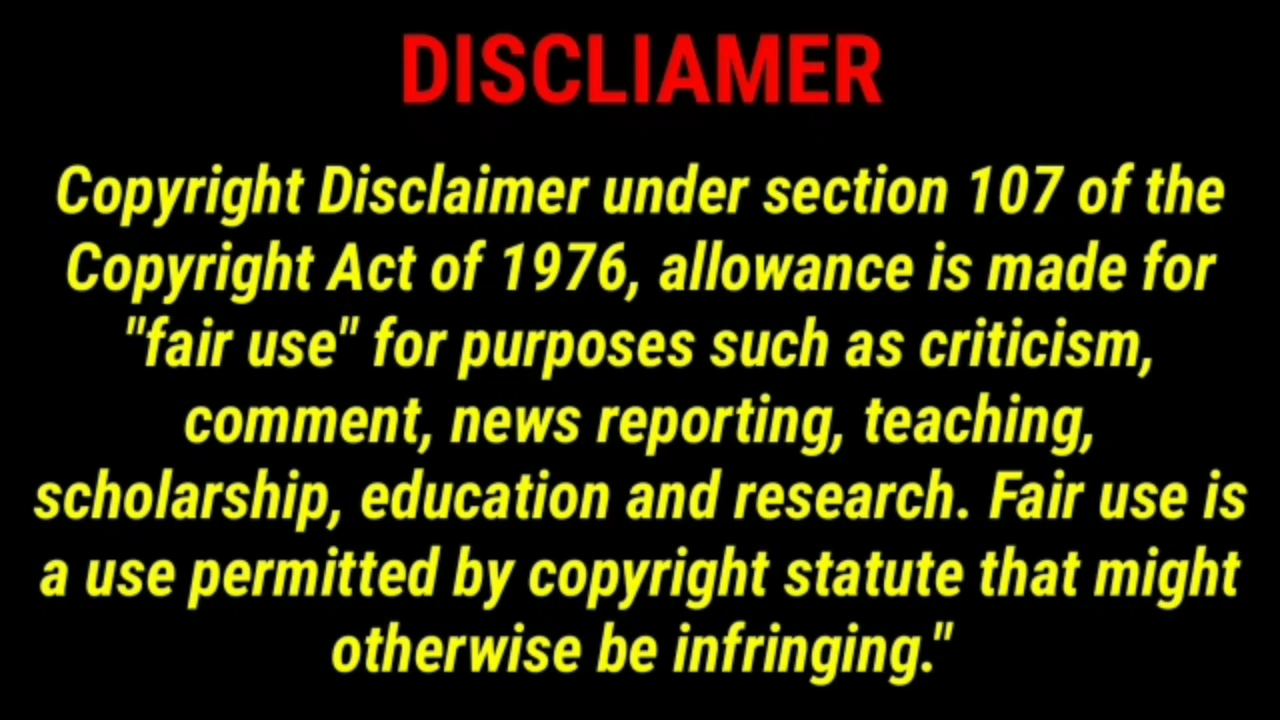 DISCLIAMER
Copyright Disclaimer under section 107 of the
Copyright Act of 1976, allowance is made for
"fair use" for purposes such as criticism,
comment, news reporting, teaching,
scholarship, education and research. Fair use is
a use permitted by copyright statute that might
otherwise be infringing."